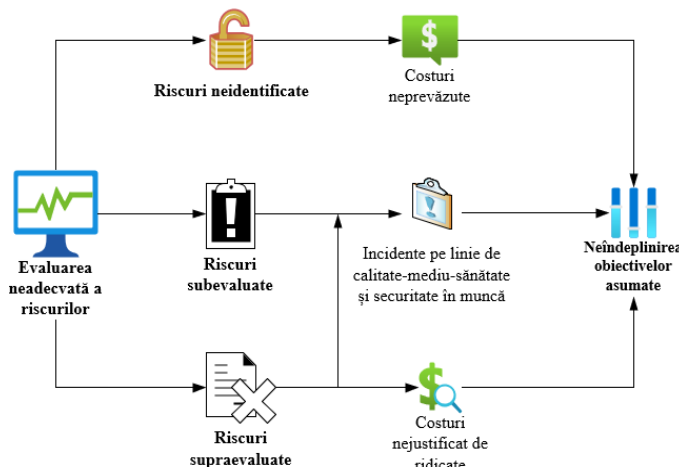 Riscuri neidentificate
Costuri
neprevăzute
Evaluarea
neadecvată a
riscurilor
Riscuri
subevaluate
Incidente pe linie de
calitate-mediu-sănătate
și securitate în muncă
Neîndeplinirea
obiectivelor
asumate
Riscuri
supraevaluate
Costuri
nejustificat de
ridicate